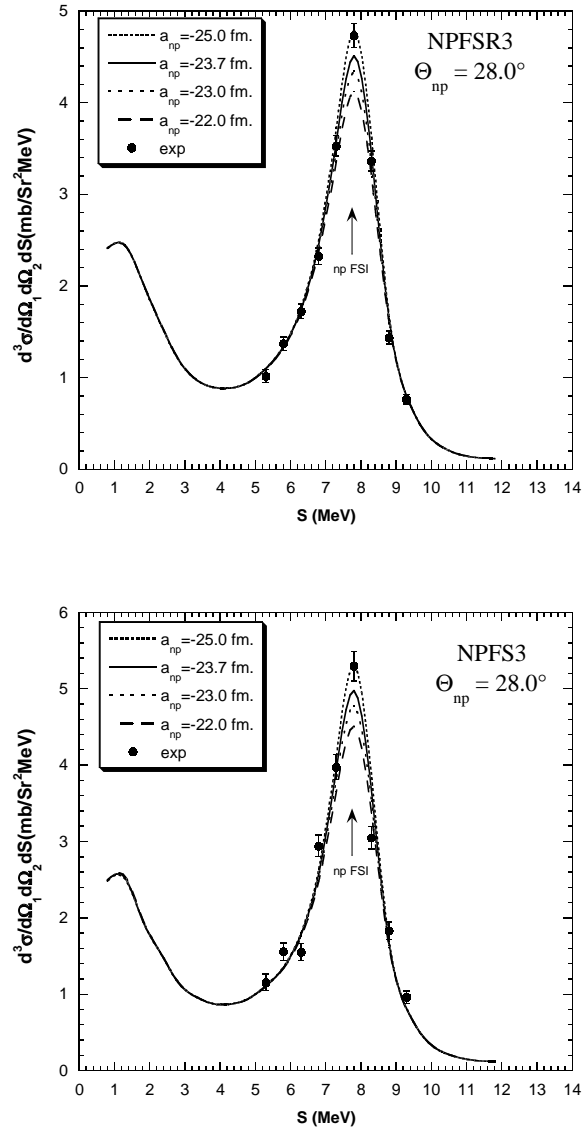 NPFSR3
Θnp = 28.0°
a_np=-25.0 fm.
a_np=-23.7 fm.
a_np=-23.0 fm.
a_np=-22.0 fm.
exp
np FSI
5
4
3
2
1
0
0 1 2 3 4 5 6 7 8 9 10 11 12 13 14
d³σ/dΩ₁dΩ₂dS(mb/Sr²MeV)
S (MeV)
NPFS3
Θnp = 28.0°
a_np=-25.0 fm.
a_np=-23.7 fm.
a_np=-23.0 fm.
a_np=-22.0 fm.
exp
np FSI
6
5
4
3
2
1
0
0 1 2 3 4 5 6 7 8 9 10 11 12 13 14
d³σ/dΩ₁dΩ₂dS(mb/Sr²MeV)
S (MeV)